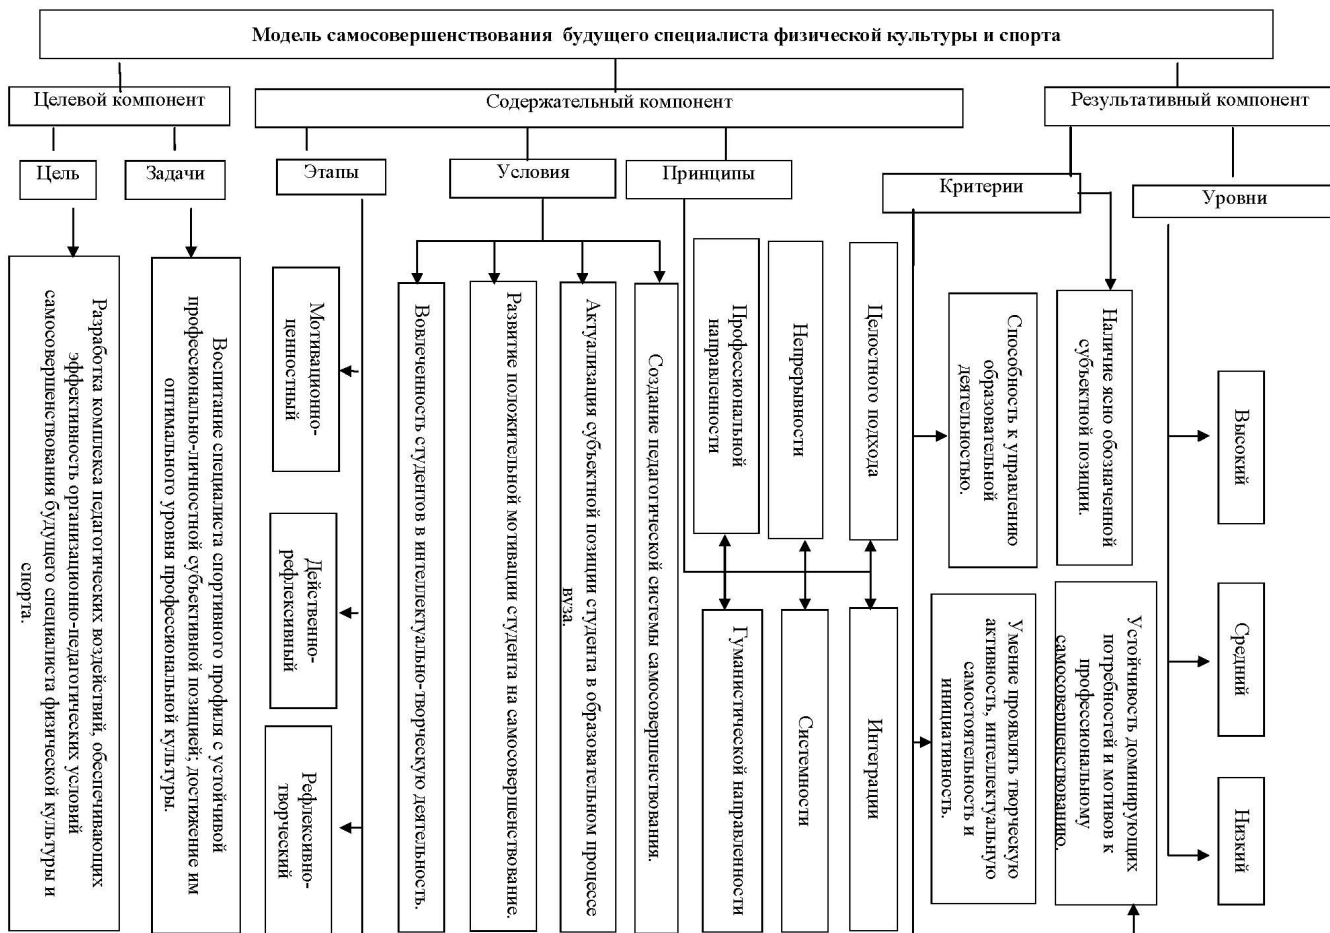 Модель самосовершенствования будущего специалиста физической культуры и спорта
Целевой компонент
Содержательный компонент
Результативный компонент
Цель
Задачи
Этапы
Условия
Принципы
Критерии
Уровни
Разработка комплекса педагогических воздействий, обеспечивающих
эффективность организационно-педагогических условий
самосовершенствования будущего специалиста физической культуры и
спорта.
Воспитание специалиста спортивного профиля с устойчивой
профессионально-личностной субъективной позицией; достижение им
оптимального уровня профессиональной культуры.
Мотивационно-
ценностный
Действенно-
рефлексивный
Рефлексивно-
творческий
Вовлеченность студентов в интеллектуально-творческую деятельность.
Развитие положительной мотивации студента на самосовершенствование.
Актуализация субъектной позиции студента в образовательном процессе
вуза.
Создание педагогической системы самосовершенствования.
Профессиональной
направленности
Непрерывности
Целостного подхода
Гуманистической направленности
Системности
Интеграции
Способность к управлению
образовательной
деятельностью.
Наличие ясно обозначенной
субъектной позиции.
Умение проявлять творческую
активность, интеллектуальную
самостоятельность и
инициативность.
Устойчивость доминирующих
потребностей и мотивов к
профессиональному
самосовершенствованию.
Высокий
Средний
Низкий